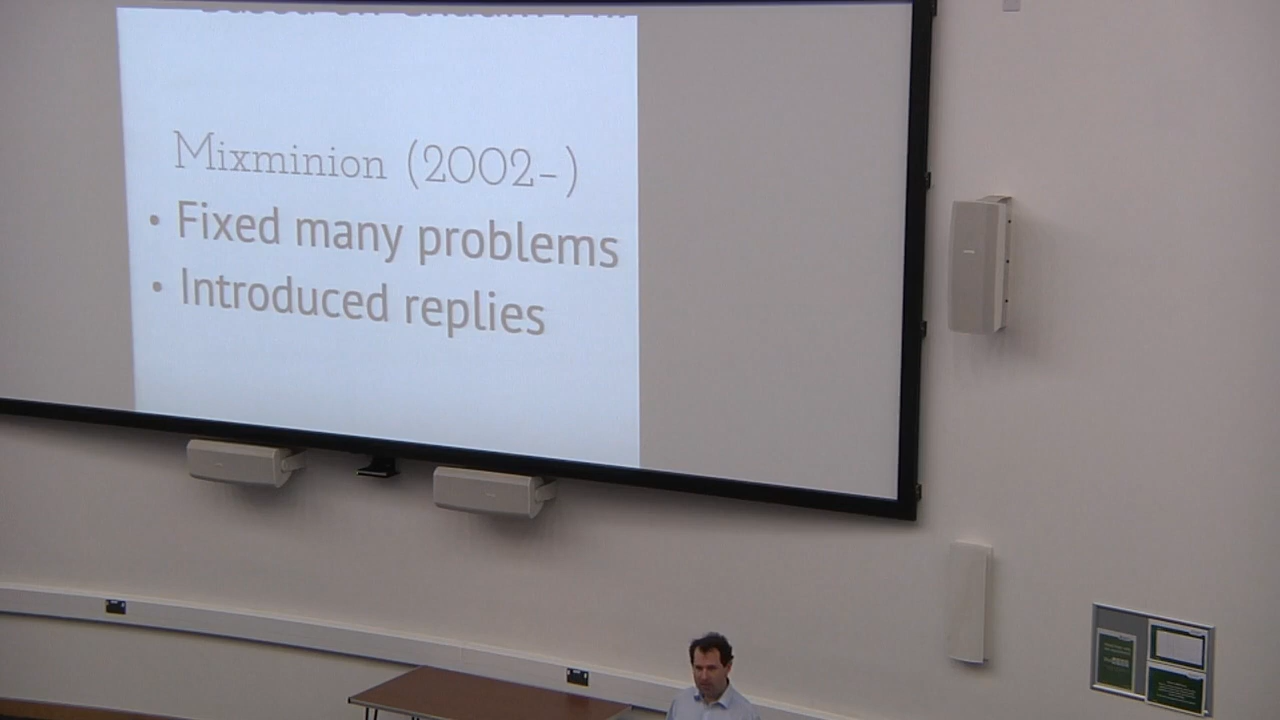 Mixminion (2002-)
• Fixed many problems
• Introduced replies